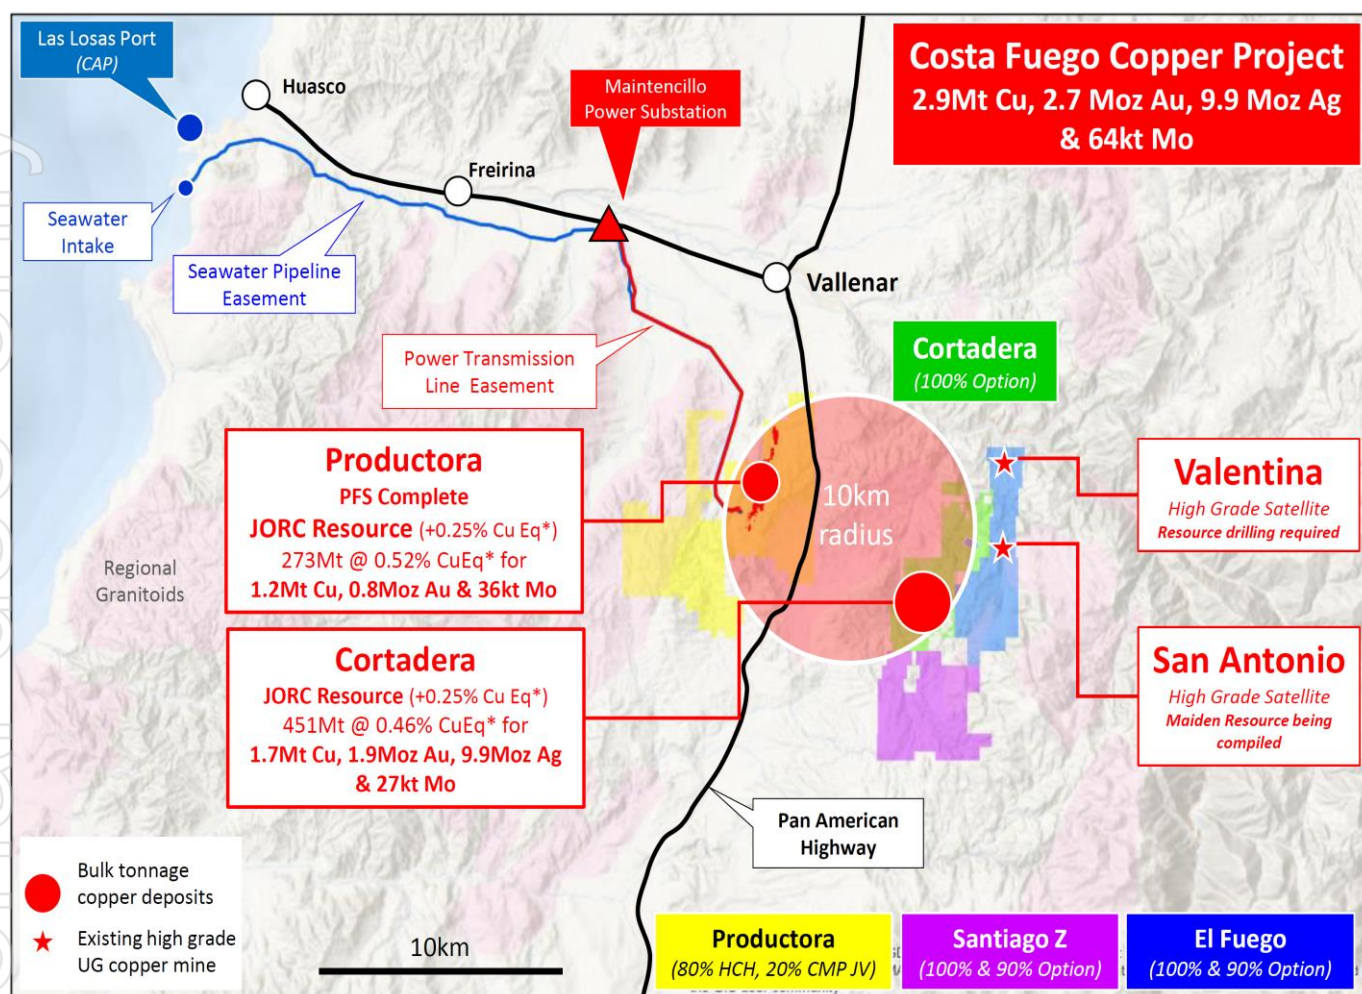 Las Losas Port
(CAP)
Huasco
Maintencillo
Power Substation
Costa Fuego Copper Project
2.9Mt Cu, 2.7 Moz Au, 9.9 Moz Ag
& 64kt Mo
Freirina
Seawater
Intake
Seawater Pipeline
Easement
Vallenar
Power Transmission
Line Easement
Cortadera
(100% Option)
Productora
PFS Complete
JORC Resource (+0.25% Cu Eq*)
273Mt @ 0.52% CuEq* for
1.2Mt Cu, 0.8Moz Au & 36kt Mo
10km
radius
Valentina
High Grade Satellite
Resource drilling required
Regional
Granitoids
Cortadera
JORC Resource (+0.25% Cu Eq*)
451Mt @ 0.46% CuEq* for
1.7Mt Cu, 1.9Moz Au, 9.9Moz Ag
& 27kt Mo
San Antonio
High Grade Satellite
Maiden Resource being
compiled
Pan American
Highway
Bulk tonnage
copper deposits
Existing high grade
UG copper mine
10km
Productora
(80% HCH, 20% CMP JV)
Santiago Z
(100% & 90% Option)
El Fuego
(100% & 90% Option)